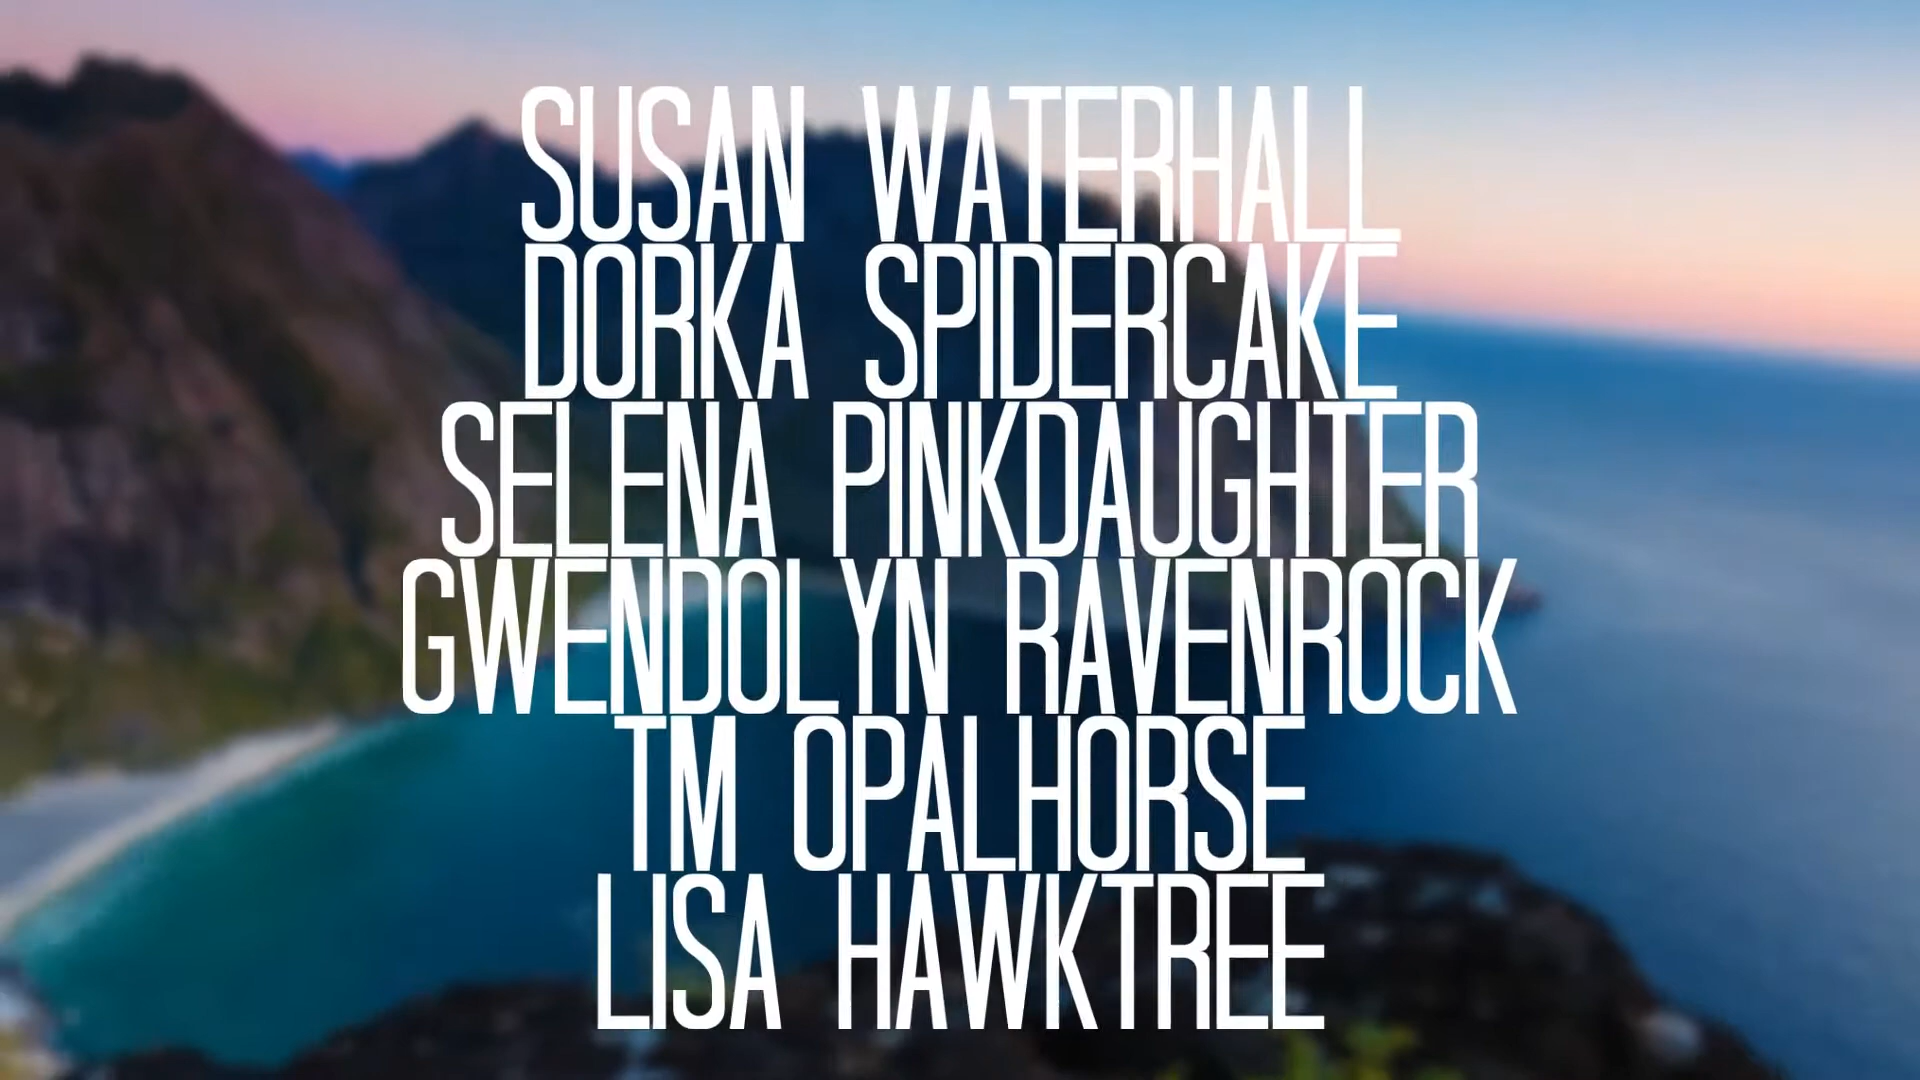 SUSAN WATERHALL
DORKA SPIDERCAKE
SELENA PINKDAUGHTER
GWENDOLYN RAVENROCK
TM OPALHORSE
LISA HAWKTREE